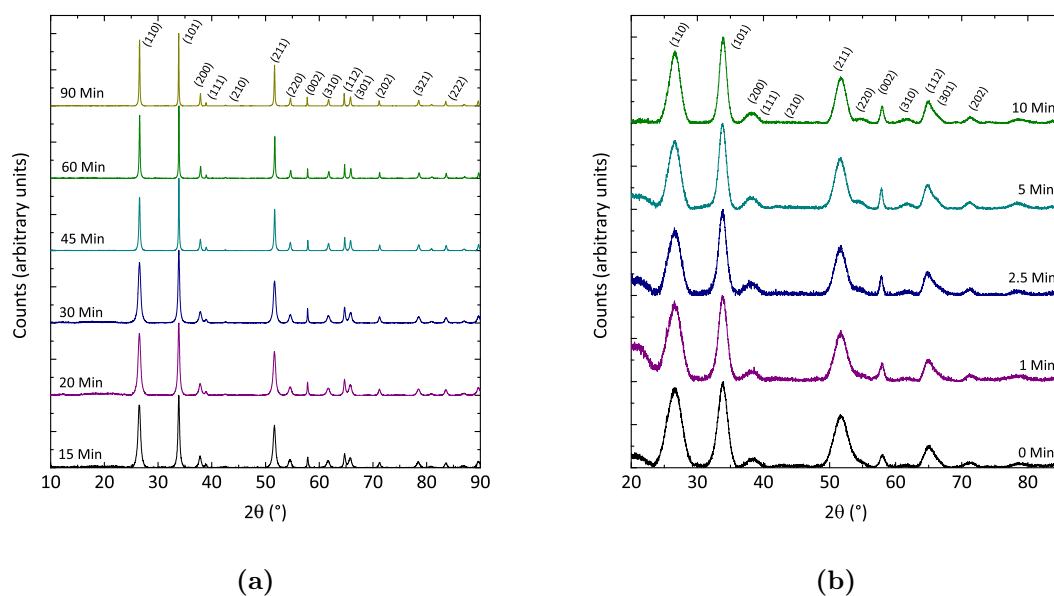 (110)
(101)
(200)
(111)
(210)
(211)
(220)
(002)
(310)
(112)
(301)
(202)
(321)
(222)
90 Min
60 Min
45 Min
30 Min
20 Min
15 Min
Counts (arbitrary units)
10 20 30 40 50 60 70 80 90
2θ (°)
(a)
(110)
(101)
(200)
(111)
(210)
(211)
(220)
(002)
(310)
(112)
(301)
(202)
10 Min
5 Min
2.5 Min
1 Min
0 Min
Counts (arbitrary units)
20 30 40 50 60 70 80
2θ (°)
(b)